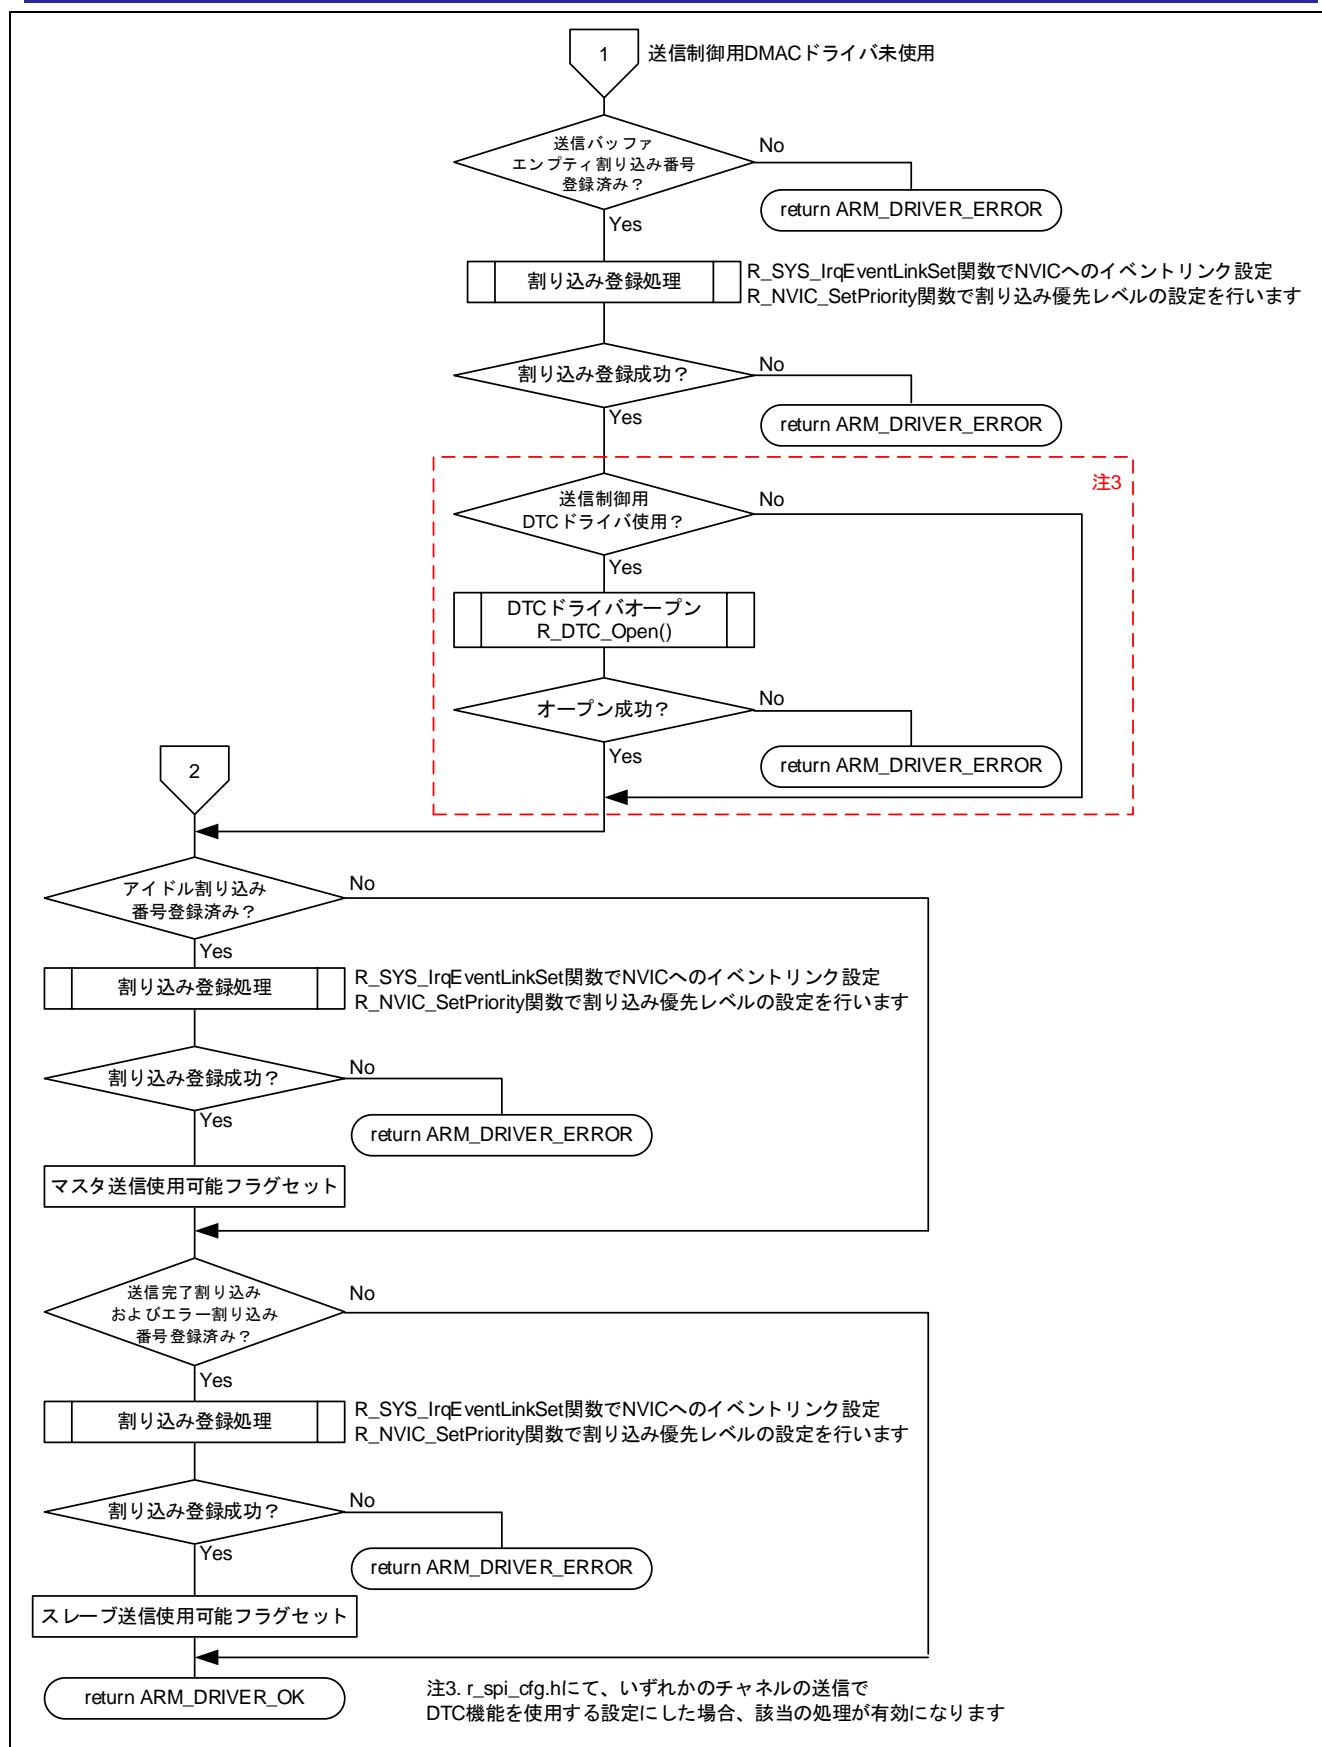 1
送信制御用DMACドライバ未使用
送信バッファ
エンプティ割り込み番号
登録済み？
No
return ARM_DRIVER_ERROR
Yes
割り込み登録処理
R_SYS_IrqEventLinkSet関数でNVICへのイベントリンク設定
R_NVIC_SetPriority関数で割り込み優先レベルの設定を行います
割り込み登録成功？
No
return ARM_DRIVER_ERROR
Yes
注3
送信制御用
DTCドライバ使用？
No
Yes
DTCドライバオープン
R_DTC_Open()
オープン成功？
No
return ARM_DRIVER_ERROR
Yes
2
アイドル割り込み
番号登録済み？
No
Yes
割り込み登録処理
R_SYS_IrqEventLinkSet関数でNVICへのイベントリンク設定
R_NVIC_SetPriority関数で割り込み優先レベルの設定を行います
割り込み登録成功？
No
return ARM_DRIVER_ERROR
Yes
マスタ送信使用可能フラグセット
送信完了割り込み
およびエラー割り込み
番号登録済み？
No
Yes
割り込み登録処理
R_SYS_IrqEventLinkSet関数でNVICへのイベントリンク設定
R_NVIC_SetPriority関数で割り込み優先レベルの設定を行います
割り込み登録成功？
No
return ARM_DRIVER_ERROR
Yes
スレーブ送信使用可能フラグセット
return ARM_DRIVER_OK
注3. r_spi_cfg.hにて、いずれかのチャネルの送信で
DTC機能を使用する設定にした場合、該当の処理が有効になります